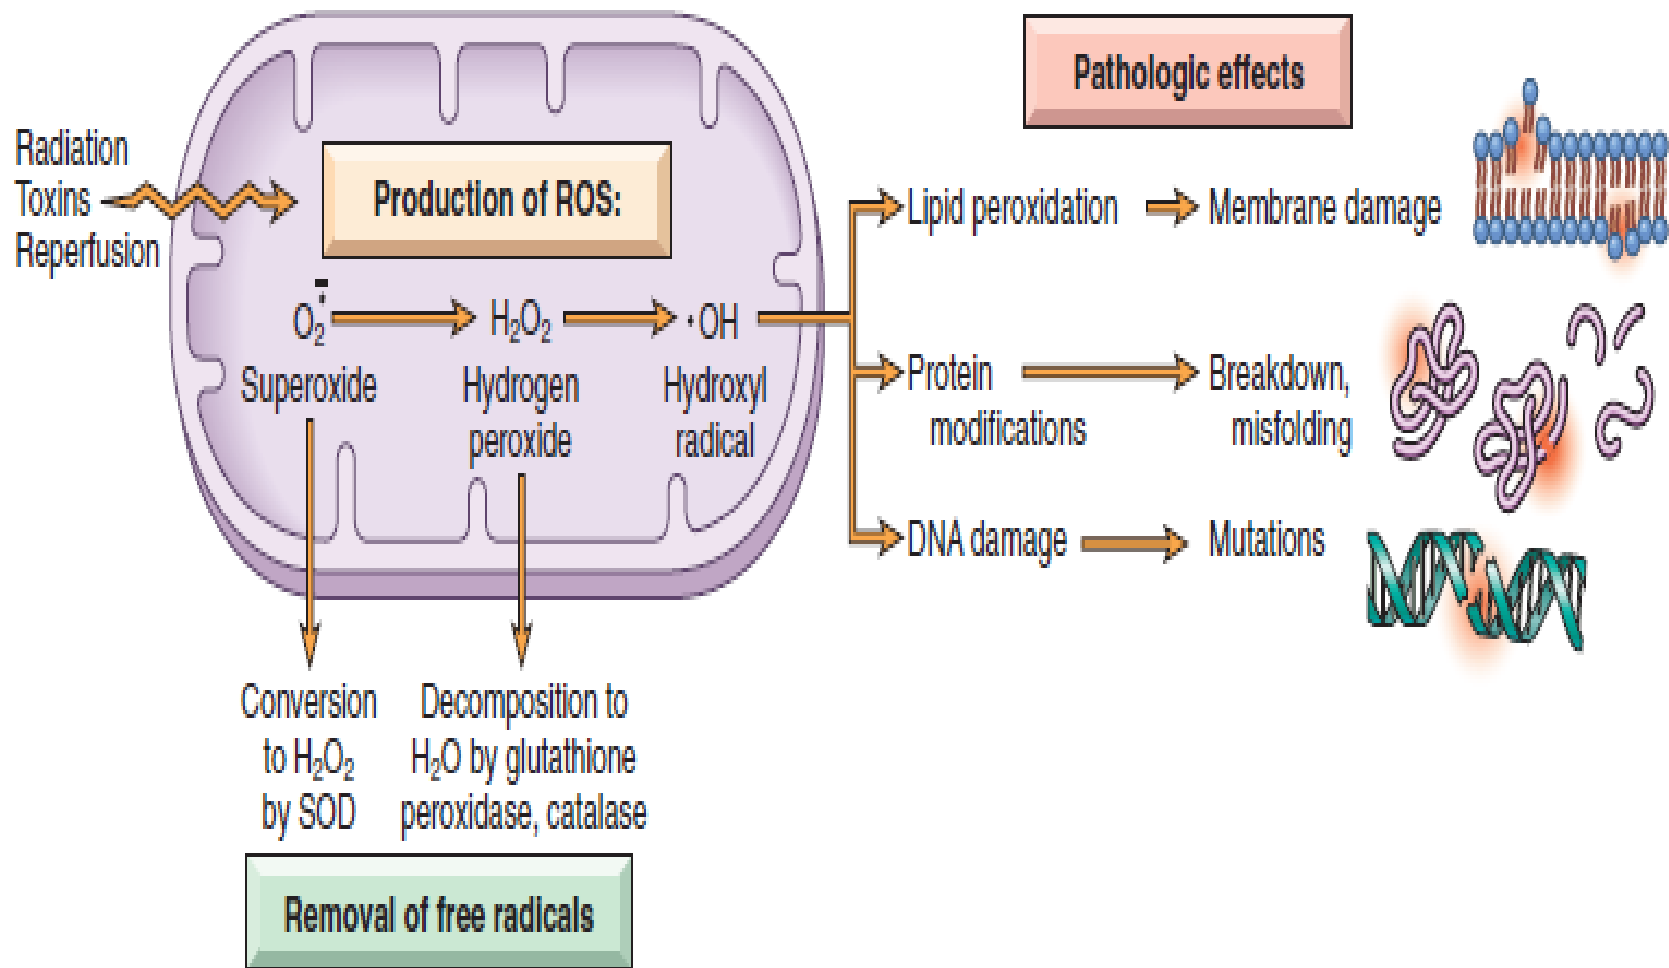 Pathologic effects
Radiation
Toxins
Reperfusion
Production of ROS:
O₂•̄
H₂O₂
·OH
Superoxide
Hydrogen
peroxide
Hydroxyl
radical
Lipid peroxidation
Membrane damage
Protein
modifications
Breakdown,
misfolding
DNA damage
Mutations
Conversion
to H₂O₂
by SOD
Decomposition to
H₂O by glutathione
peroxidase, catalase
Removal of free radicals